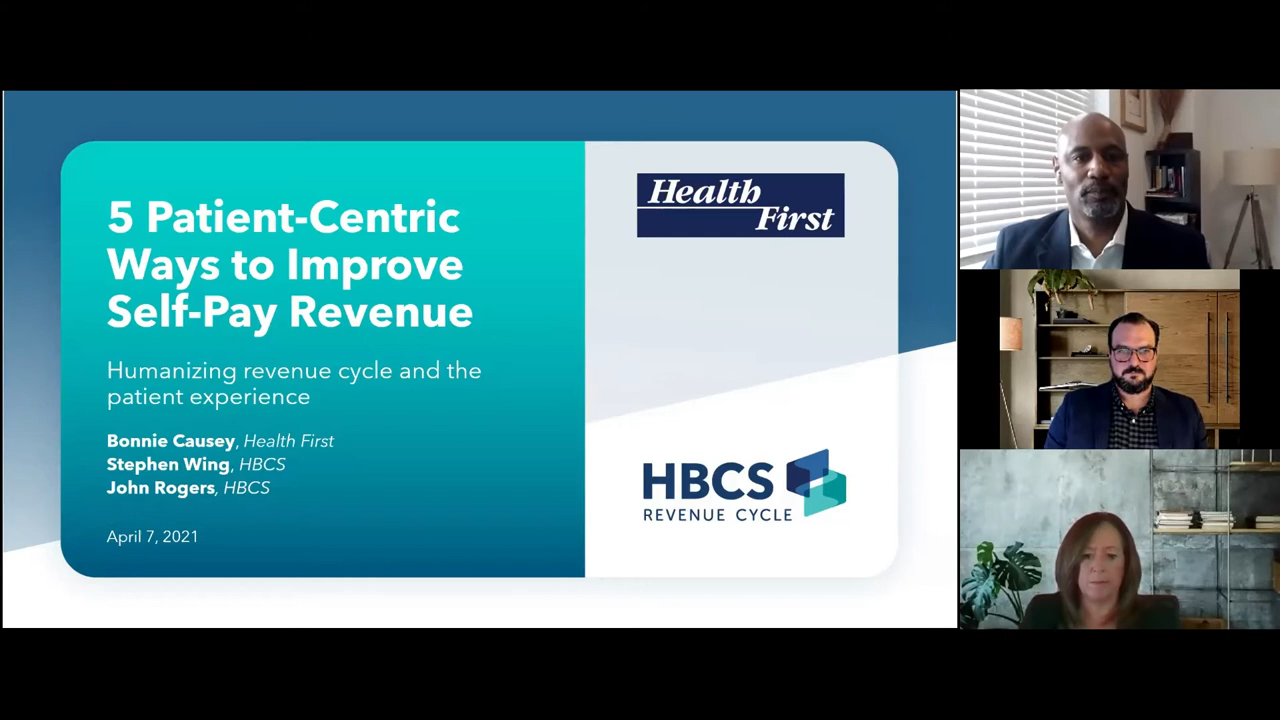 5 Patient-Centric
Ways to Improve
Self-Pay Revenue
Humanizing revenue cycle and the
patient experience
Bonnie Causey, Health First
Stephen Wing, HBCS
John Rogers, HBCS
April 7, 2021
Health
First
HBCS
REVENUE CYCLE